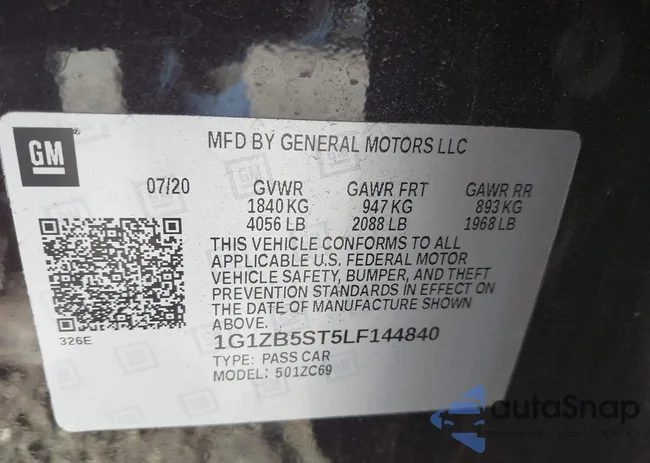 GM
MFD BY GENERAL MOTORS LLC
07/20 GVWR GAWR FRT GAWR RR
1840 KG 947 KG 893 KG
4056 LB 2088 LB 1968 LB
THIS VEHICLE CONFORMS TO ALL
APPLICABLE U.S. FEDERAL MOTOR
VEHICLE SAFETY, BUMPER, AND THEFT
PREVENTION STANDARDS IN EFFECT ON
THE DATE OF MANUFACTURE SHOWN
ABOVE.
326E
1G1ZB5ST5LF144840
TYPE: PASS CAR
MODEL: 501ZC69
autoSnap